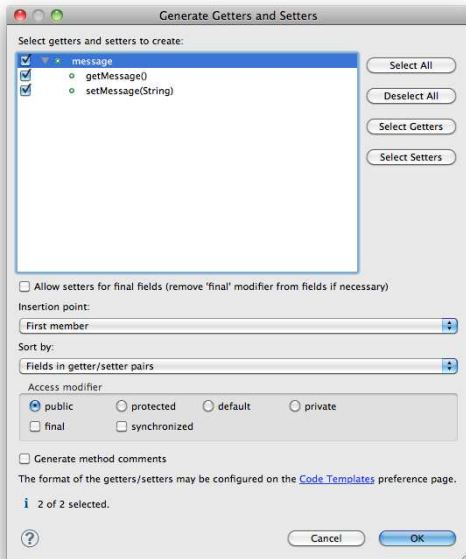 Generate Getters and Setters
Select getters and setters to create:
message
getMessage()
setMessage(String)
Select All
Deselect All
Select Getters
Select Setters
Allow setters for final fields (remove 'final' modifier from fields if necessary)
Insertion point:
First member
Sort by:
Fields in getter/setter pairs
Access modifier
public protected default private
final synchronized
Generate method comments
The format of the getters/setters may be configured on the Code Templates preference page.
i 2 of 2 selected.
? Cancel OK